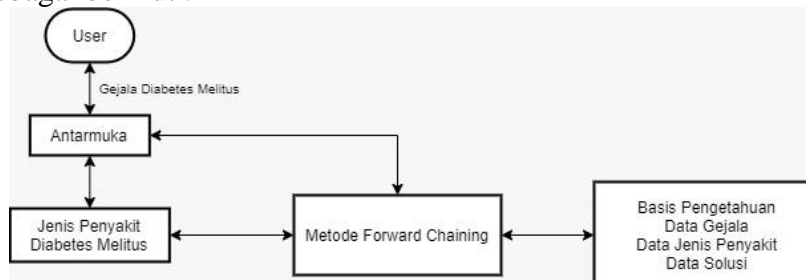 User
Gejala Diabetes Melitus
Antarmuka
Jenis Penyakit
Diabetes Melitus
Metode Forward Chaining
Basis Pengetahuan
Data Gejala
Data Jenis Penyakit
Data Solusi